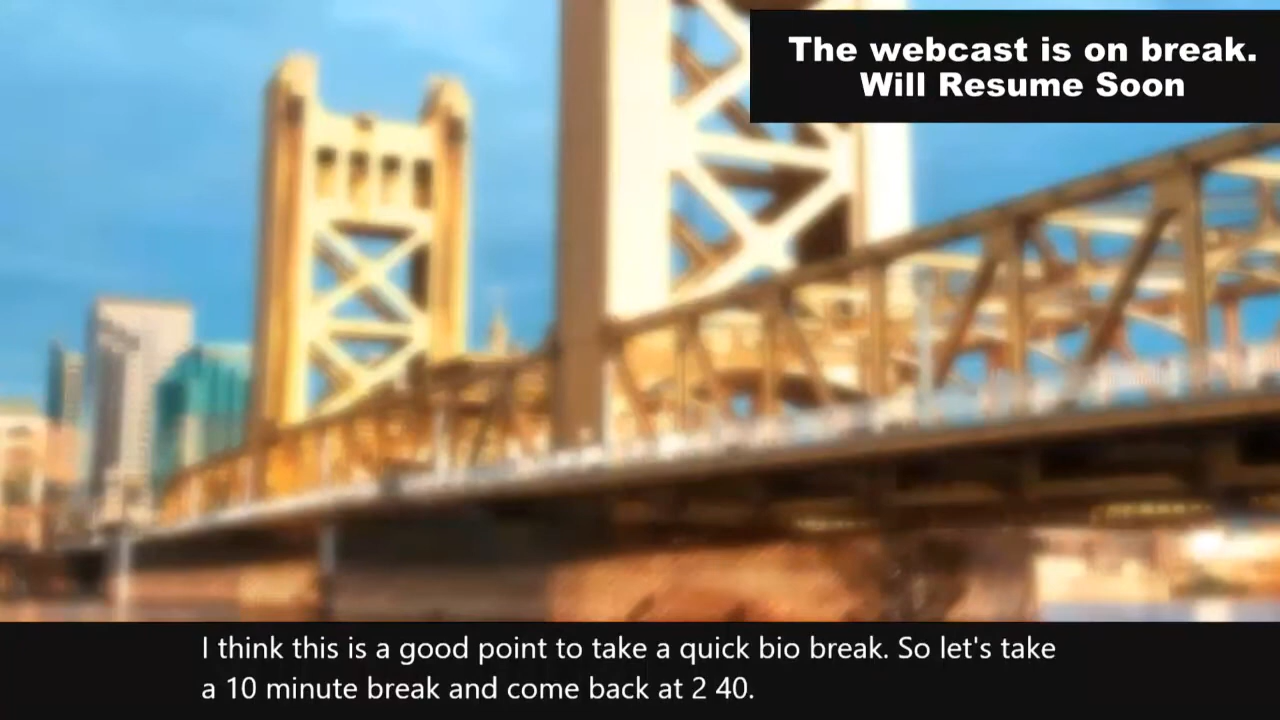 The webcast is on break.
Will Resume Soon
I think this is a good point to take a quick bio break. So let's take
a 10 minute break and come back at 2 40.